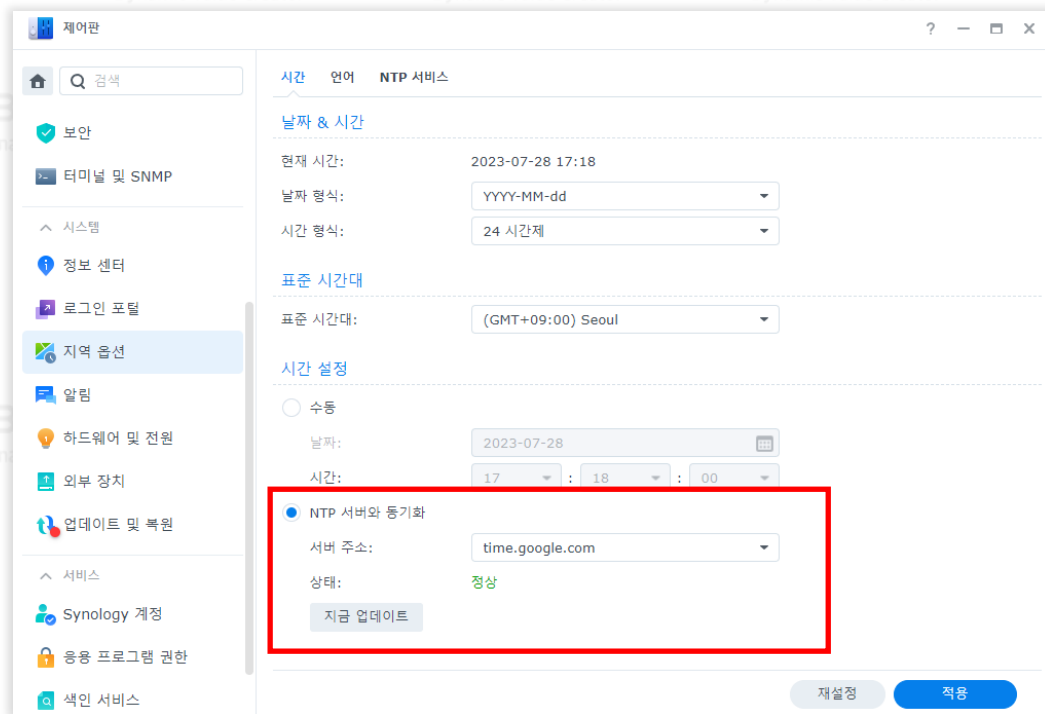 제어판
검색
보안
터미널 및 SNMP
시스템
정보 센터
로그인 포털
지역 옵션
알림
하드웨어 및 전원
외부 장치
업데이트 및 복원
서비스
Synology 계정
응용 프로그램 권한
색인 서비스
시간 언어 NTP 서비스
날짜 & 시간
현재 시간: 2023-07-28 17:18
날짜 형식: YYYY-MM-dd
시간 형식: 24 시간제
표준 시간대
표준 시간대: (GMT+09:00) Seoul
시간 설정
수동
날짜: 2023-07-28
시간: 17 : 18 : 00
NTP 서버와 동기화
서버 주소: time.google.com
상태: 정상
지금 업데이트
재설정 적용